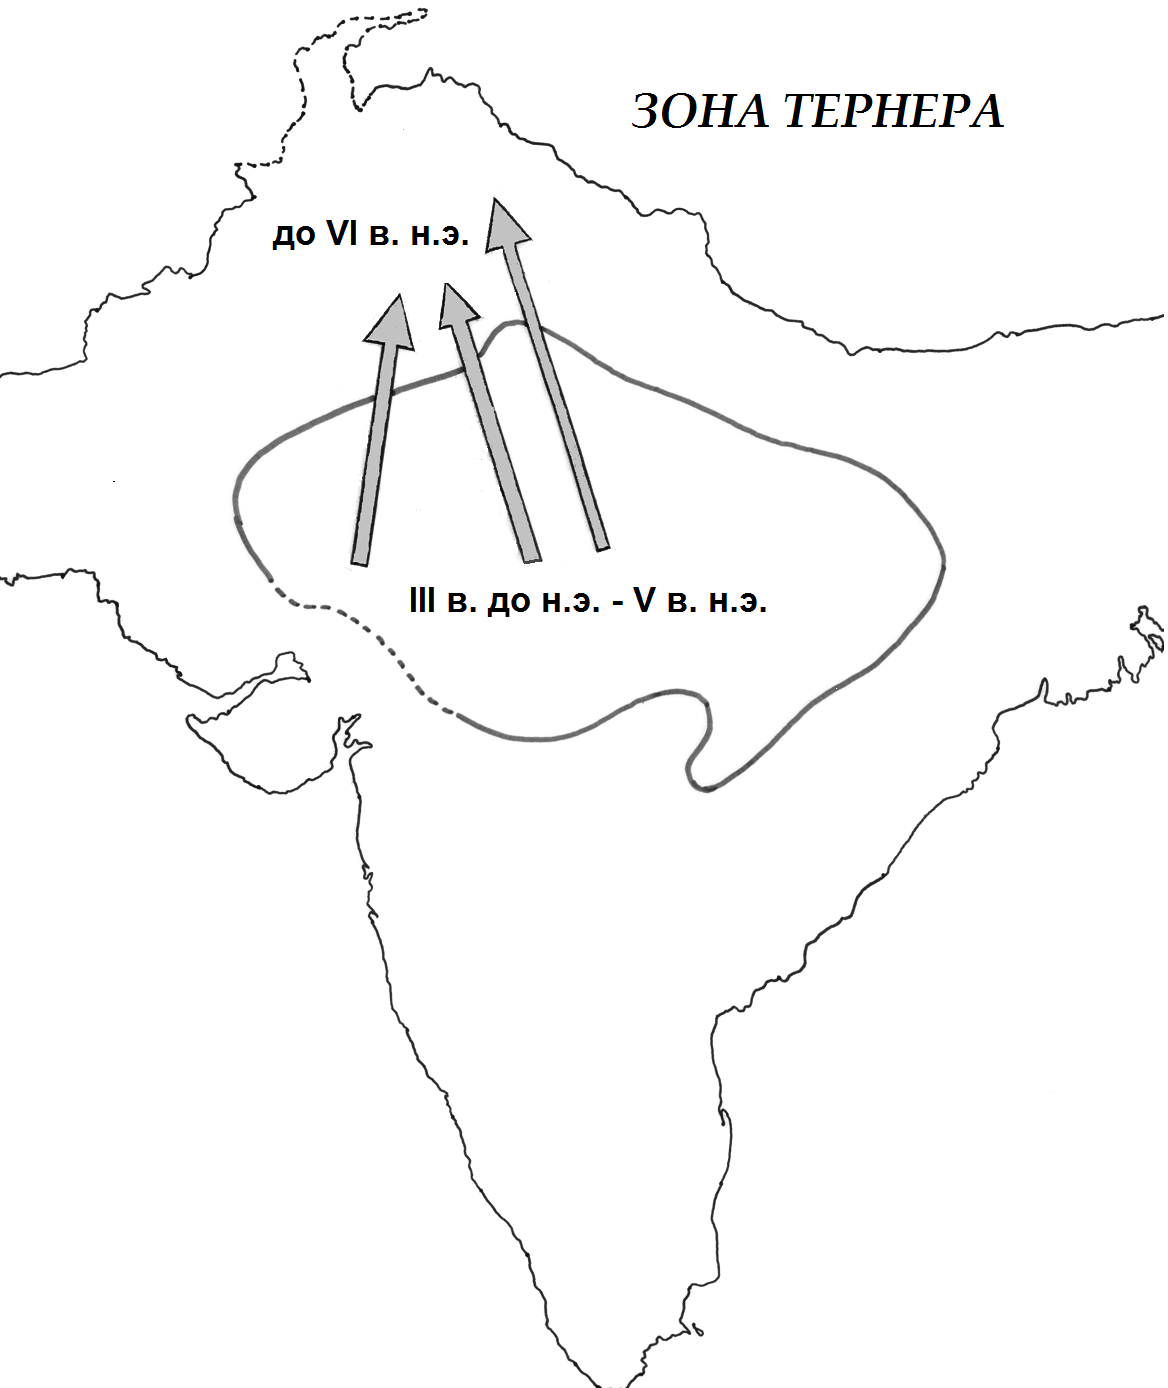 ЗОНА ТЕРНЕРА
до VI в. н.э.
III в. до н.э. - V в. н.э.